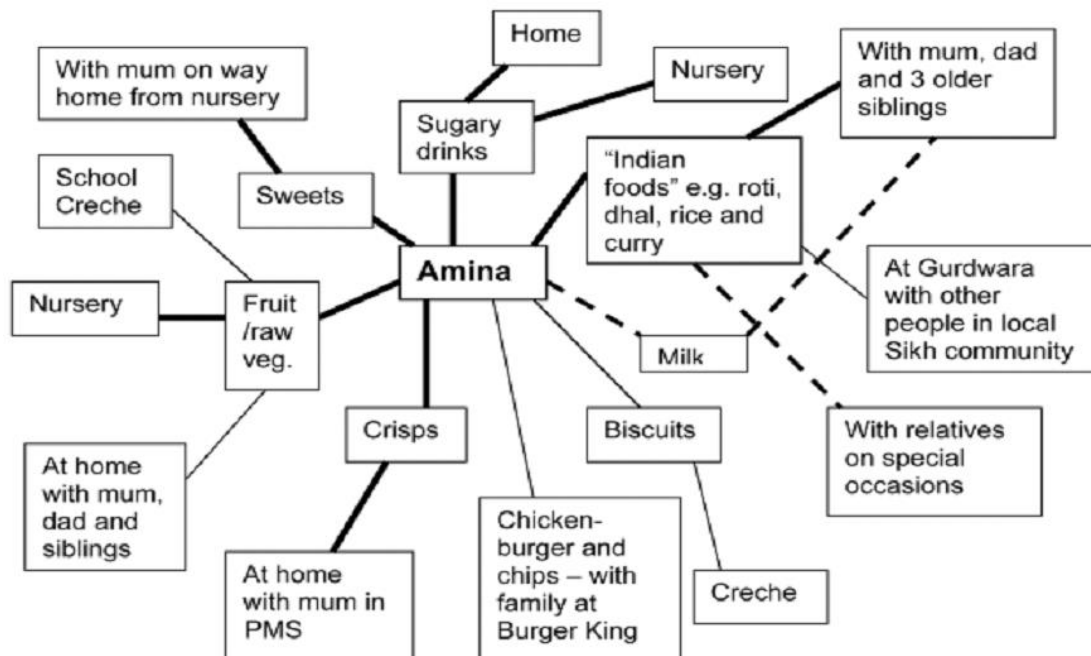 Home
With mum on way
home from nursery
Nursery
With mum, dad
and 3 older
siblings
Sugary
drinks
"Indian
foods" e.g. roti,
dhal, rice and
curry
School
Creche
Sweets
Amina
At Gurdwara
with other
people in local
Sikh community
Nursery
Fruit
/raw
veg.
Milk
Crisps
Biscuits
With relatives
on special
occasions
At home
with mum,
dad and
siblings
Chicken-
burger and
chips – with
family at
Burger King
At home
with mum in
PMS
Creche